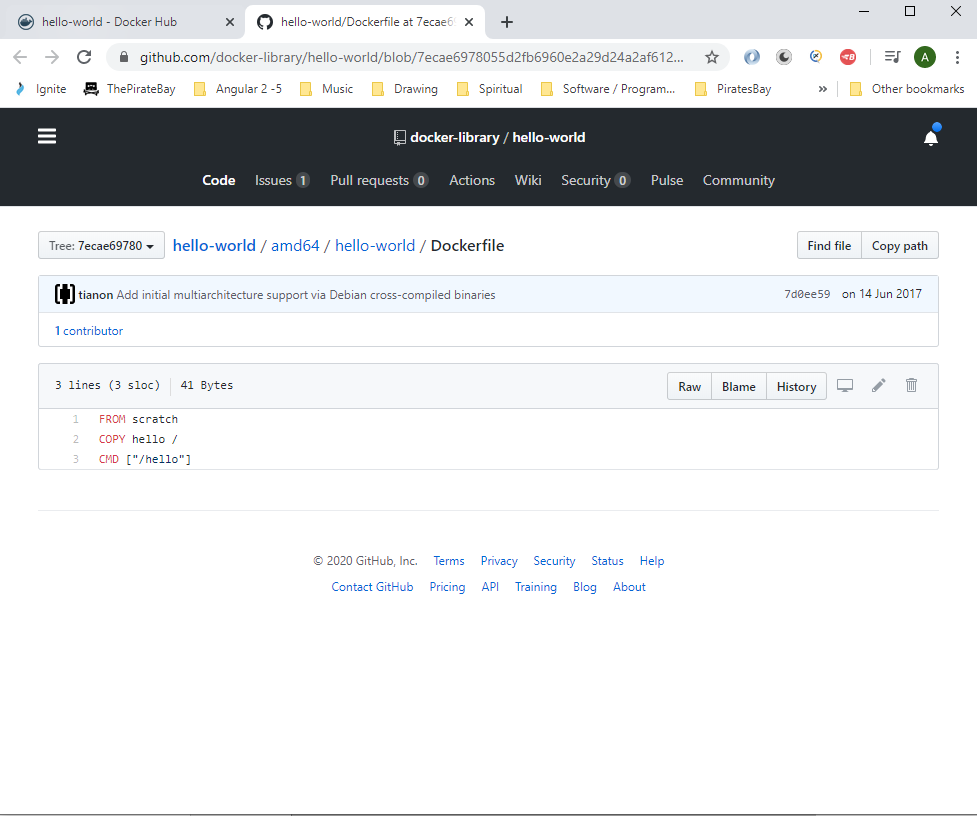 hello-world - Docker Hub
hello-world/Dockerfile at 7ecae6
github.com/docker-library/hello-world/blob/7ecae6978055d2fb6960e2a29d24a2af612...
A
Ignite ThePirateBay Angular 2 -5 Music Drawing Spiritual Software / Program... PiratesBay » Other bookmarks
docker-library / hello-world
Code Issues 1 Pull requests 0 Actions Wiki Security 0 Pulse Community
Tree: 7ecae69780 hello-world / amd64 / hello-world / Dockerfile Find file Copy path
tianon Add initial multiarchitecture support via Debian cross-compiled binaries 7d0ee59 on 14 Jun 2017
1 contributor
3 lines (3 sloc) 41 Bytes Raw Blame History
1 FROM scratch
2 COPY hello /
3 CMD ["/hello"]
© 2020 GitHub, Inc. Terms Privacy Security Status Help
Contact GitHub Pricing API Training Blog About